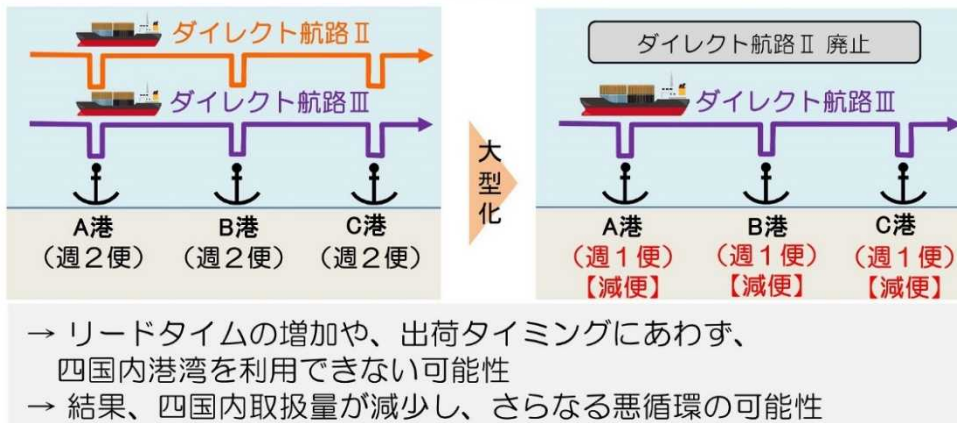 ダイレクト航路Ⅱ
ダイレクト航路Ⅲ
A港
B港
C港
(週2便)
(週2便)
(週2便)
大型化
ダイレクト航路Ⅱ 廃止
ダイレクト航路Ⅲ
A港
B港
C港
(週1便)
(週1便)
(週1便)
【減便】
【減便】
【減便】
→ リードタイムの増加や、出荷タイミングにあわず、
四国内港湾を利用できない可能性
→ 結果、四国内取扱量が減少し、さらなる悪循環の可能性